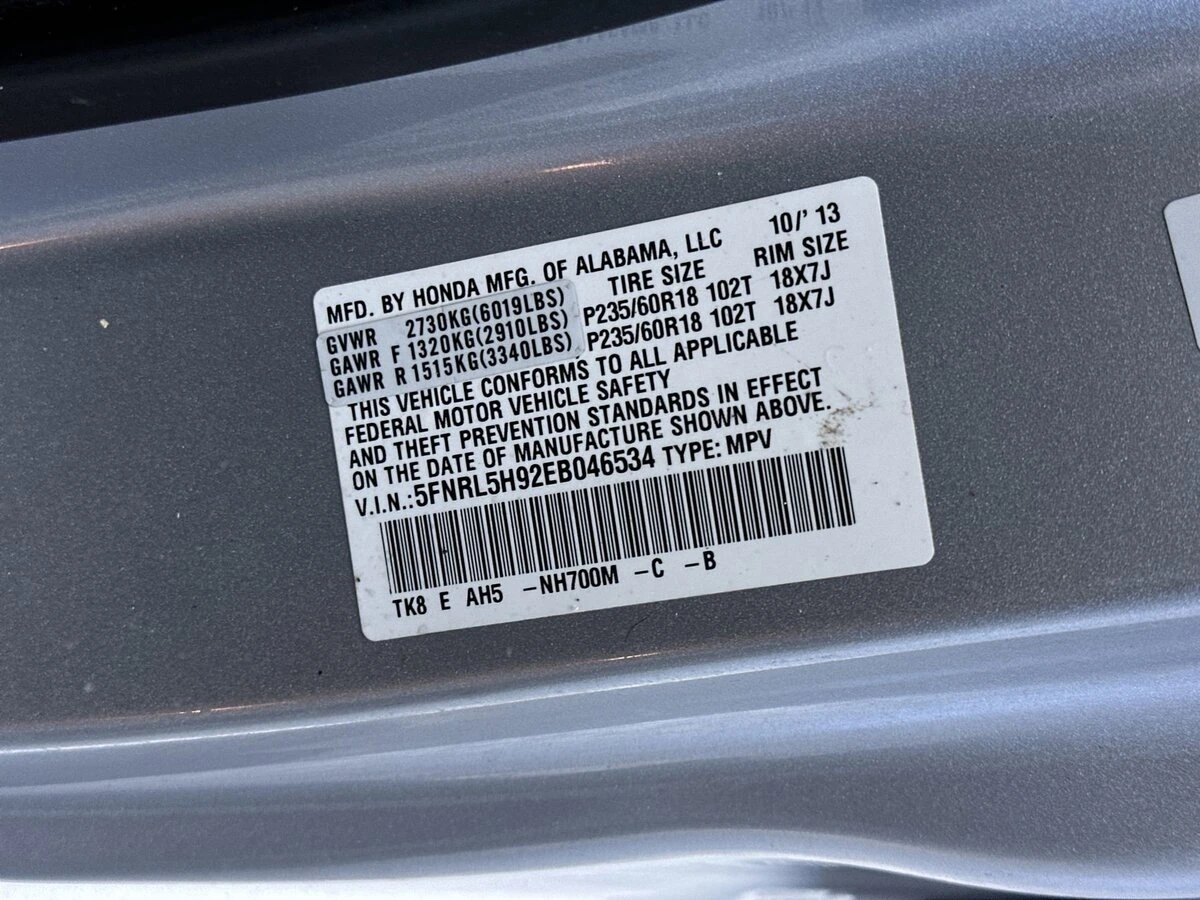 MFD. BY HONDA MFG. OF ALABAMA, LLC 10/' 13
TIRE SIZE RIM SIZE
GVWR 2730KG(6019LBS)
GAWR F 1320KG(2910LBS) P235/60R18 102T 18X7J
GAWR R 1515KG(3340LBS) P235/60R18 102T 18X7J
THIS VEHICLE CONFORMS TO ALL APPLICABLE
FEDERAL MOTOR VEHICLE SAFETY
AND THEFT PREVENTION STANDARDS IN EFFECT
ON THE DATE OF MANUFACTURE SHOWN ABOVE.
V.I.N.:5FNRL5H92EB046534 TYPE: MPV
TK8 E AH5 -NH700M -C -B